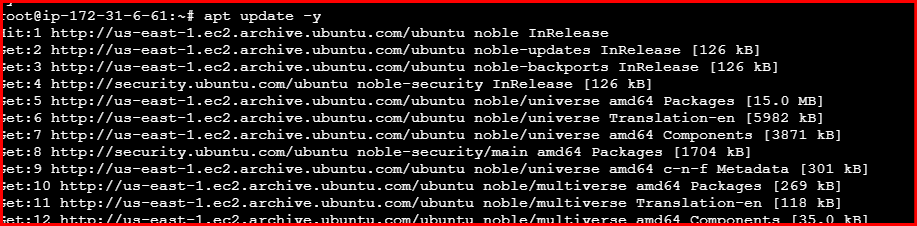 root@ip-172-31-6-61:~# apt update -y
Hit:1 http://us-east-1.ec2.archive.ubuntu.com/ubuntu noble InRelease
Get:2 http://us-east-1.ec2.archive.ubuntu.com/ubuntu noble-updates InRelease [126 kB]
Get:3 http://us-east-1.ec2.archive.ubuntu.com/ubuntu noble-backports InRelease [126 kB]
Get:4 http://security.ubuntu.com/ubuntu noble-security InRelease [126 kB]
Get:5 http://us-east-1.ec2.archive.ubuntu.com/ubuntu noble/universe amd64 Packages [15.0 MB]
Get:6 http://us-east-1.ec2.archive.ubuntu.com/ubuntu noble/universe Translation-en [5982 kB]
Get:7 http://us-east-1.ec2.archive.ubuntu.com/ubuntu noble/universe amd64 Components [3871 kB]
Get:8 http://security.ubuntu.com/ubuntu noble-security/main amd64 Packages [1704 kB]
Get:9 http://us-east-1.ec2.archive.ubuntu.com/ubuntu noble/universe amd64 c-n-f Metadata [301 kB]
Get:10 http://us-east-1.ec2.archive.ubuntu.com/ubuntu noble/multiverse amd64 Packages [269 kB]
Get:11 http://us-east-1.ec2.archive.ubuntu.com/ubuntu noble/multiverse Translation-en [118 kB]
Get:12 http://us-east-1.ec2.archive.ubuntu.com/ubuntu noble/multiverse amd64 Components [35.0 kB]